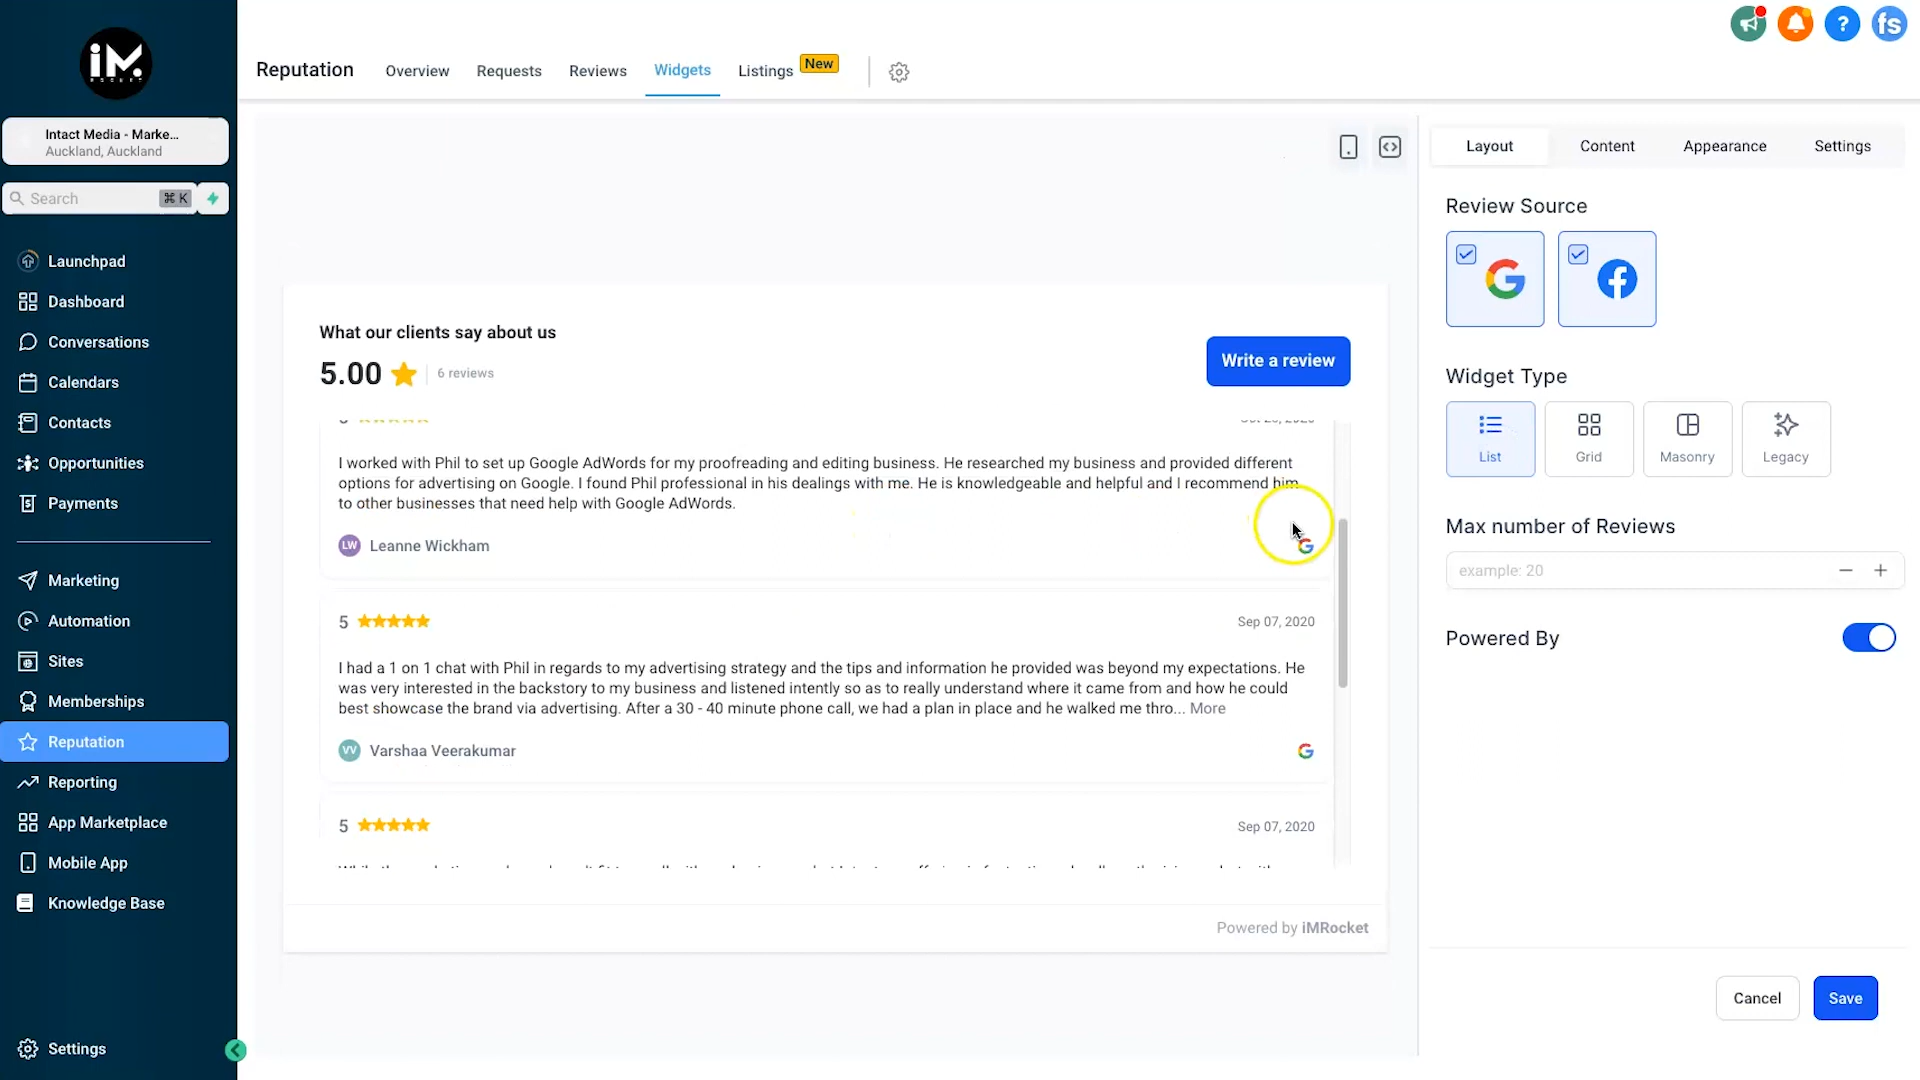 iM.
ROCKET
Intact Media - Marke...
Auckland, Auckland
Search
⌘ K
Launchpad
Dashboard
Conversations
Calendars
Contacts
Opportunities
Payments
Marketing
Automation
Sites
Memberships
Reputation
Reporting
App Marketplace
Mobile App
Knowledge Base
Settings
Reputation
Overview
Requests
Reviews
Widgets
Listings
New
?
fs
What our clients say about us
5.00
6 reviews
Write a review
I worked with Phil to set up Google AdWords for my proofreading and editing business. He researched my business and provided different
options for advertising on Google. I found Phil professional in his dealings with me. He is knowledgeable and helpful and I recommend him
to other businesses that need help with Google AdWords.
LW
Leanne Wickham
5
Sep 07, 2020
I had a 1 on 1 chat with Phil in regards to my advertising strategy and the tips and information he provided was beyond my expectations. He
was very interested in the backstory to my business and listened intently so as to really understand where it came from and how he could
best showcase the brand via advertising. After a 30 - 40 minute phone call, we had a plan in place and he walked me thro... More
VV
Varshaa Veerakumar
5
Sep 07, 2020
Powered by iMRocket
Layout
Content
Appearance
Settings
Review Source
Widget Type
List
Grid
Masonry
Legacy
Max number of Reviews
example: 20
Powered By
Cancel
Save